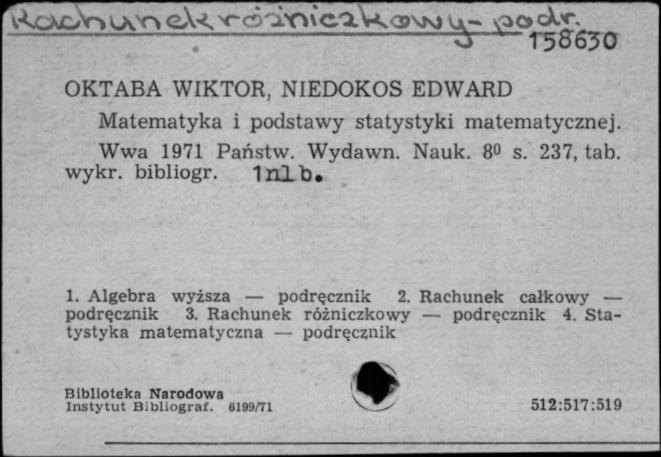 Rachunek różniczkowy - podr.
158630
OKTABA WIKTOR, NIEDOKOS EDWARD
Matematyka i podstawy statystyki matematycznej.
Wwa 1971 Państw. Wydawn. Nauk. 8⁰ s. 237, tab.
wykr. bibliogr. 1nlb.
1. Algebra wyższa — podręcznik 2. Rachunek całkowy —
podręcznik 3. Rachunek różniczkowy — podręcznik 4. Sta-
tystyka matematyczna — podręcznik
Biblioteka Narodowa
Instytut Bibliograf. 6199/71
512:517:519